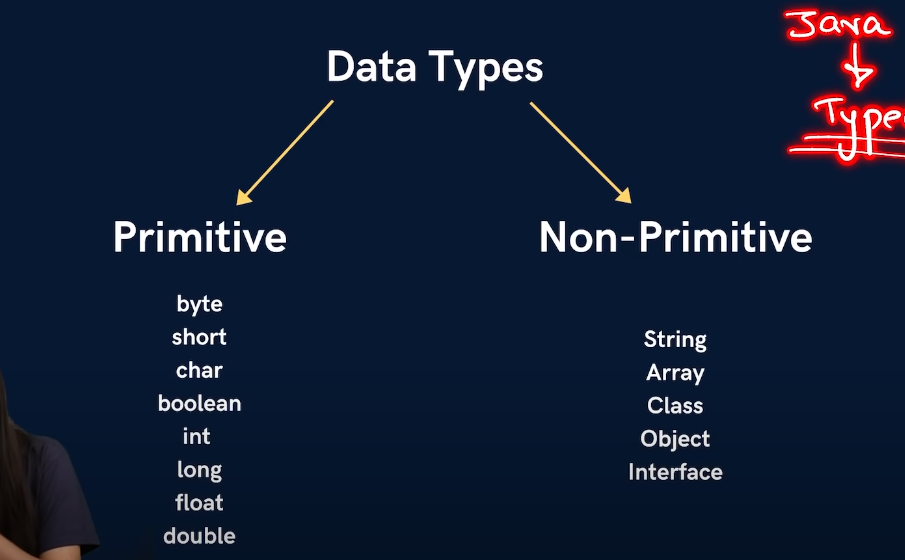 Java
Data Types
Primitive
Non-Primitive
byte
short
char
boolean
int
long
float
double
String
Array
Class
Object
Interface